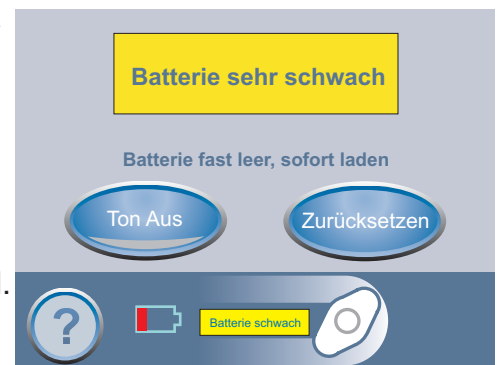 Batterie sehr schwach
Batterie fast leer, sofort laden
Ton Aus
Zurücksetzen
?
Batterie schwach